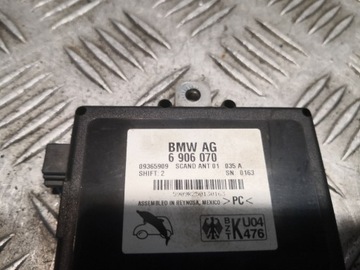 BMW AG
6 906 070
09365909 SCAND ANT 01 035 A
SHIFT: 2 SN: 0163
ASSEMBLED IN REYNOSA, MEXICO >PC<
BZT K U04 476